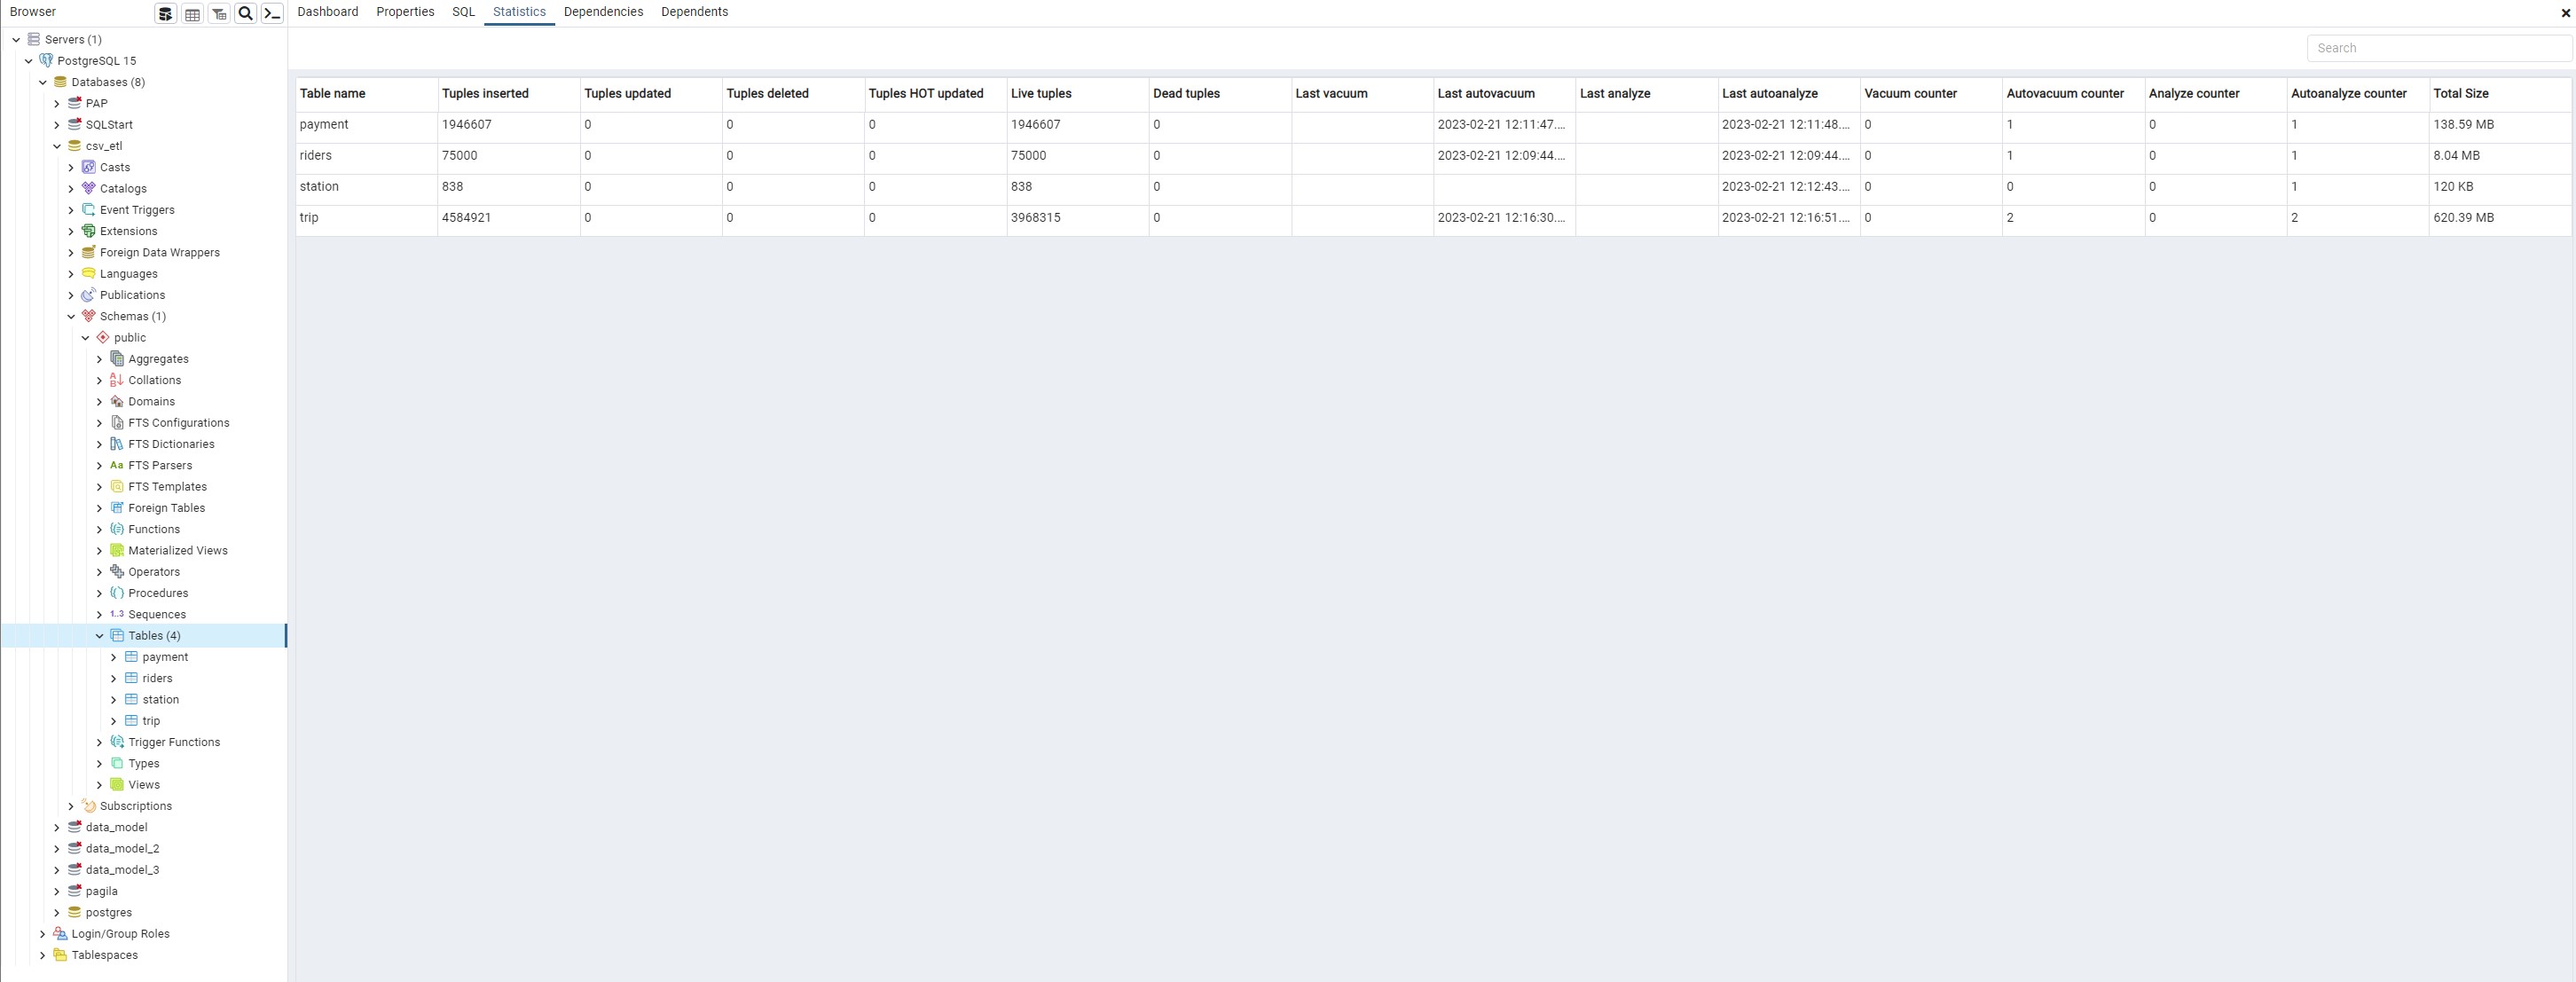 Browser
Dashboard Properties SQL Statistics Dependencies Dependents
Search
Servers (1)
PostgreSQL 15
Databases (8)
PAP
SQLStart
csv_etl
Casts
Catalogs
Event Triggers
Extensions
Foreign Data Wrappers
Languages
Publications
Schemas (1)
public
Aggregates
Collations
Domains
FTS Configurations
FTS Dictionaries
Aa FTS Parsers
FTS Templates
Foreign Tables
Functions
Materialized Views
Operators
Procedures
1..3 Sequences
Tables (4)
payment
riders
station
trip
Trigger Functions
Types
Views
Subscriptions
data_model
data_model_2
data_model_3
pagila
postgres
Login/Group Roles
Tablespaces
Table name Tuples inserted Tuples updated Tuples deleted Tuples HOT updated Live tuples Dead tuples Last vacuum Last autovacuum Last analyze Last autoanalyze Vacuum counter Autovacuum counter Analyze counter Autoanalyze counter Total Size
payment 1946607 0 0 0 1946607 0 2023-02-21 12:11:47.... 2023-02-21 12:11:48.... 0 1 0 1 138.59 MB
riders 75000 0 0 0 75000 0 2023-02-21 12:09:44.... 2023-02-21 12:09:44.... 0 1 0 1 8.04 MB
station 838 0 0 0 838 0 2023-02-21 12:12:43.... 0 0 0 1 120 KB
trip 4584921 0 0 0 3968315 0 2023-02-21 12:16:30.... 2023-02-21 12:16:51.... 0 2 0 2 620.39 MB